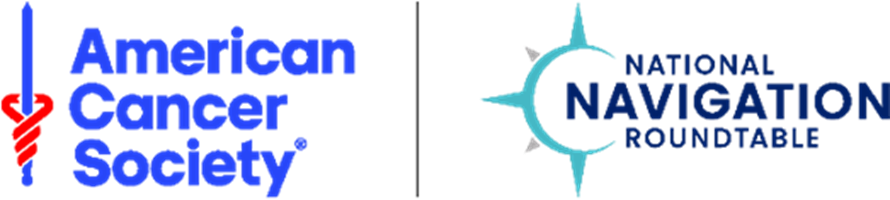 American
Cancer
Society®
NATIONAL
NAVIGATION
ROUNDTABLE